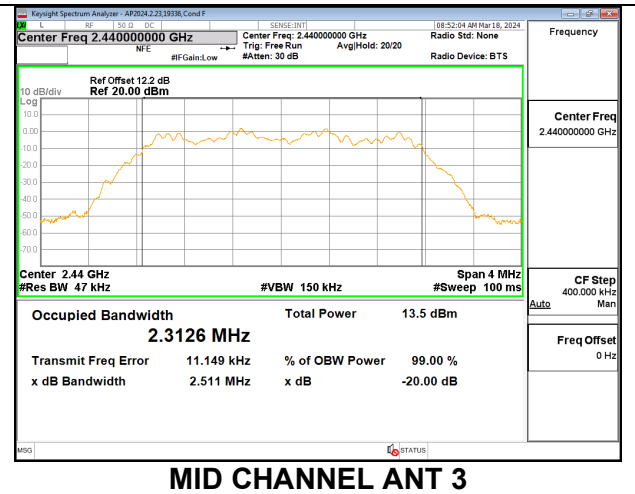 Keysight Spectrum Analyzer - AP2024.2.23,19336,Cond F
L RF 50 Ω DC SENSE:INT 08:52:04 AM Mar 18, 2024
Center Freq 2.440000000 GHz
NFE
#IFGain:Low
Center Freq: 2.440000000 GHz
Trig: Free Run Avg|Hold: 20/20
#Atten: 30 dB
Radio Std: None
Radio Device: BTS
Frequency
Ref Offset 12.2 dB
10 dB/div Ref 20.00 dBm
Log
10.0
0.00
-10.0
-20.0
-30.0
-40.0
-50.0
-60.0
-70.0
Center Freq
2.440000000 GHz
Center 2.44 GHz Span 4 MHz
#Res BW 47 kHz #VBW 150 kHz #Sweep 100 ms
CF Step
400.000 kHz
Auto Man
Occupied Bandwidth Total Power 13.5 dBm
2.3126 MHz
Transmit Freq Error 11.149 kHz % of OBW Power 99.00 %
x dB Bandwidth 2.511 MHz x dB -20.00 dB
Freq Offset
0 Hz
MSG STATUS
MID CHANNEL ANT 3